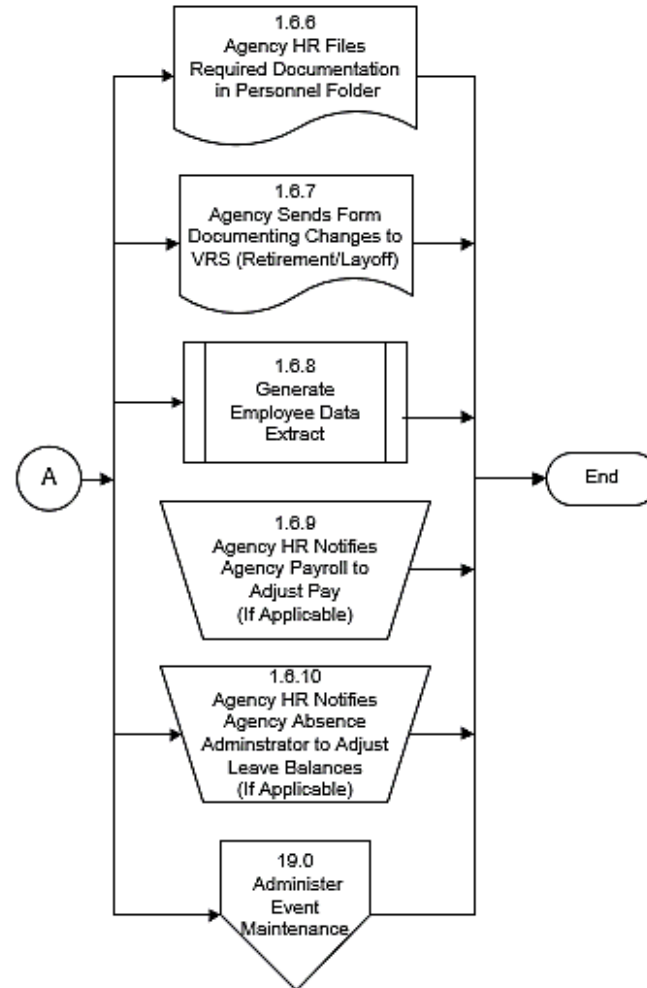 1.6.6
Agency HR Files
Required Documentation
in Personnel Folder
1.6.7
Agency Sends Form
Documenting Changes to
VRS (Retirement/Layoff)
1.6.8
Generate
Employee Data
Extract
A
End
1.6.9
Agency HR Notifies
Agency Payroll to
Adjust Pay
(If Applicable)
1.6.10
Agency HR Notifies
Agency Absence
Adminstrator to Adjust
Leave Balances
(If Applicable)
19.0
Administer
Event
Maintenance